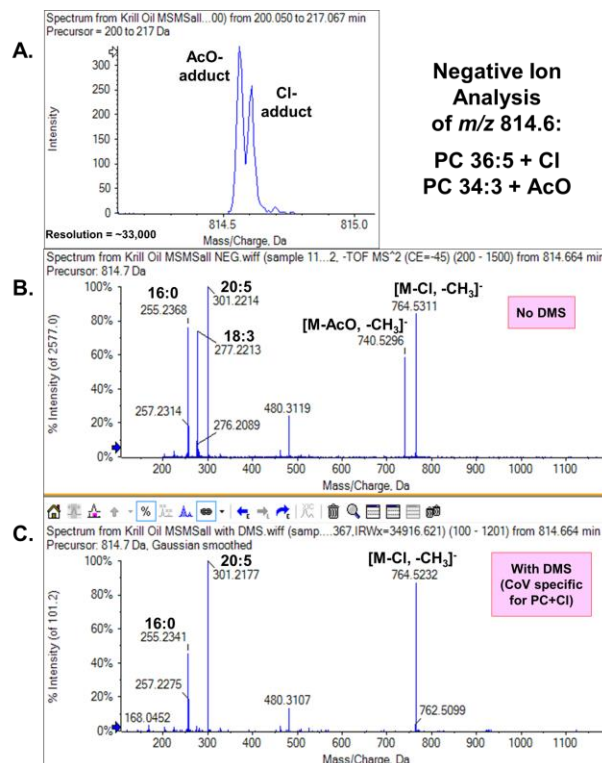 A.
Spectrum from Krill Oil MSMSall...00) from 200.050 to 217.067 min
Precursor = 200 to 217 Da
AcO-
adduct
Cl-
adduct
Intensity
300
250
200
150
100
50
0
814.5
815.0
Resolution = ~33,000
Mass/Charge, Da
Negative Ion
Analysis
of m/z 814.6:
PC 36:5 + Cl
PC 34:3 + AcO
B.
Spectrum from Krill Oil MSMSall NEG.wiff (sample 11...2, -TOF MS^2 (CE=-45) (200 - 1500) from 814.664 min
Precursor: 814.7 Da
% Intensity (of 2577.0)
100%
80%
60%
40%
20%
0%
16:0
255.2368
20:5
301.2214
18:3
277.2213
257.2314
276.2089
480.3119
[M-AcO, -CH₃]⁻
740.5296
[M-Cl, -CH₃]⁻
764.5311
No DMS
200 300 400 500 600 700 800 900 1000 1100
Mass/Charge, Da
%
C.
Spectrum from Krill Oil MSMSall with DMS.wiff (samp....367,IRWx=34916.621) (100 - 1201) from 814.664 min
Precursor: 814.7 Da, Gaussian smoothed
% Intensity (of 101.2)
100%
80%
60%
40%
20%
0%
20:5
301.2177
16:0
255.2341
257.2275
168.0452
480.3107
[M-Cl, -CH₃]⁻
764.5232
762.5099
With DMS
(CoV specific
for PC+Cl)
200 300 400 500 600 700 800 900 1000 1100
Mass/Charge, Da